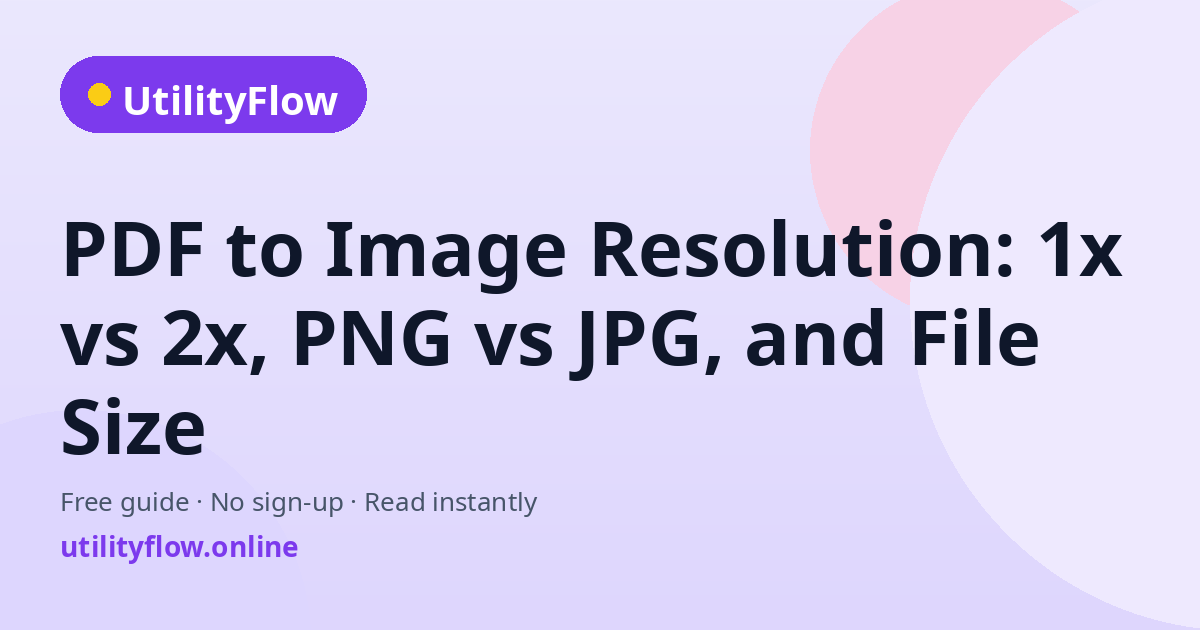 UtilityFlow
PDF to Image Resolution: 1x
vs 2x, PNG vs JPG, and File
Size
Free guide · No sign-up · Read instantly
utilityflow.online